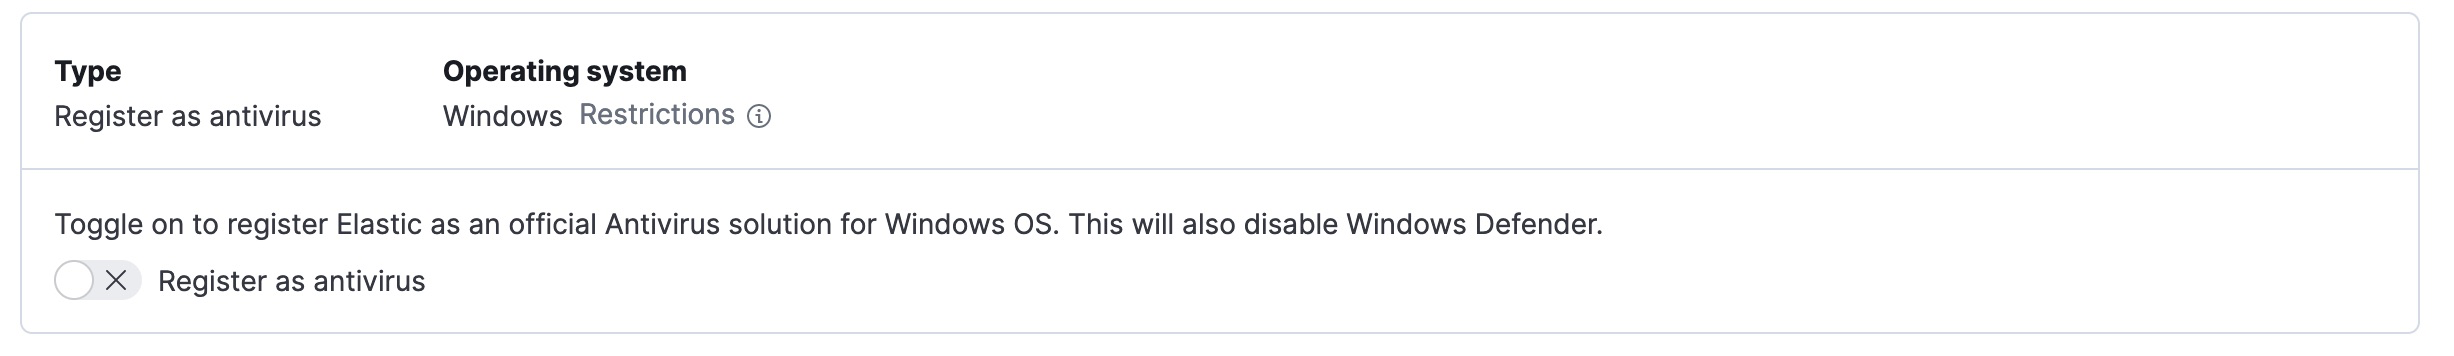 Type
Register as antivirus
Operating system
Windows Restrictions
Toggle on to register Elastic as an official Antivirus solution for Windows OS. This will also disable Windows Defender.
Register as antivirus